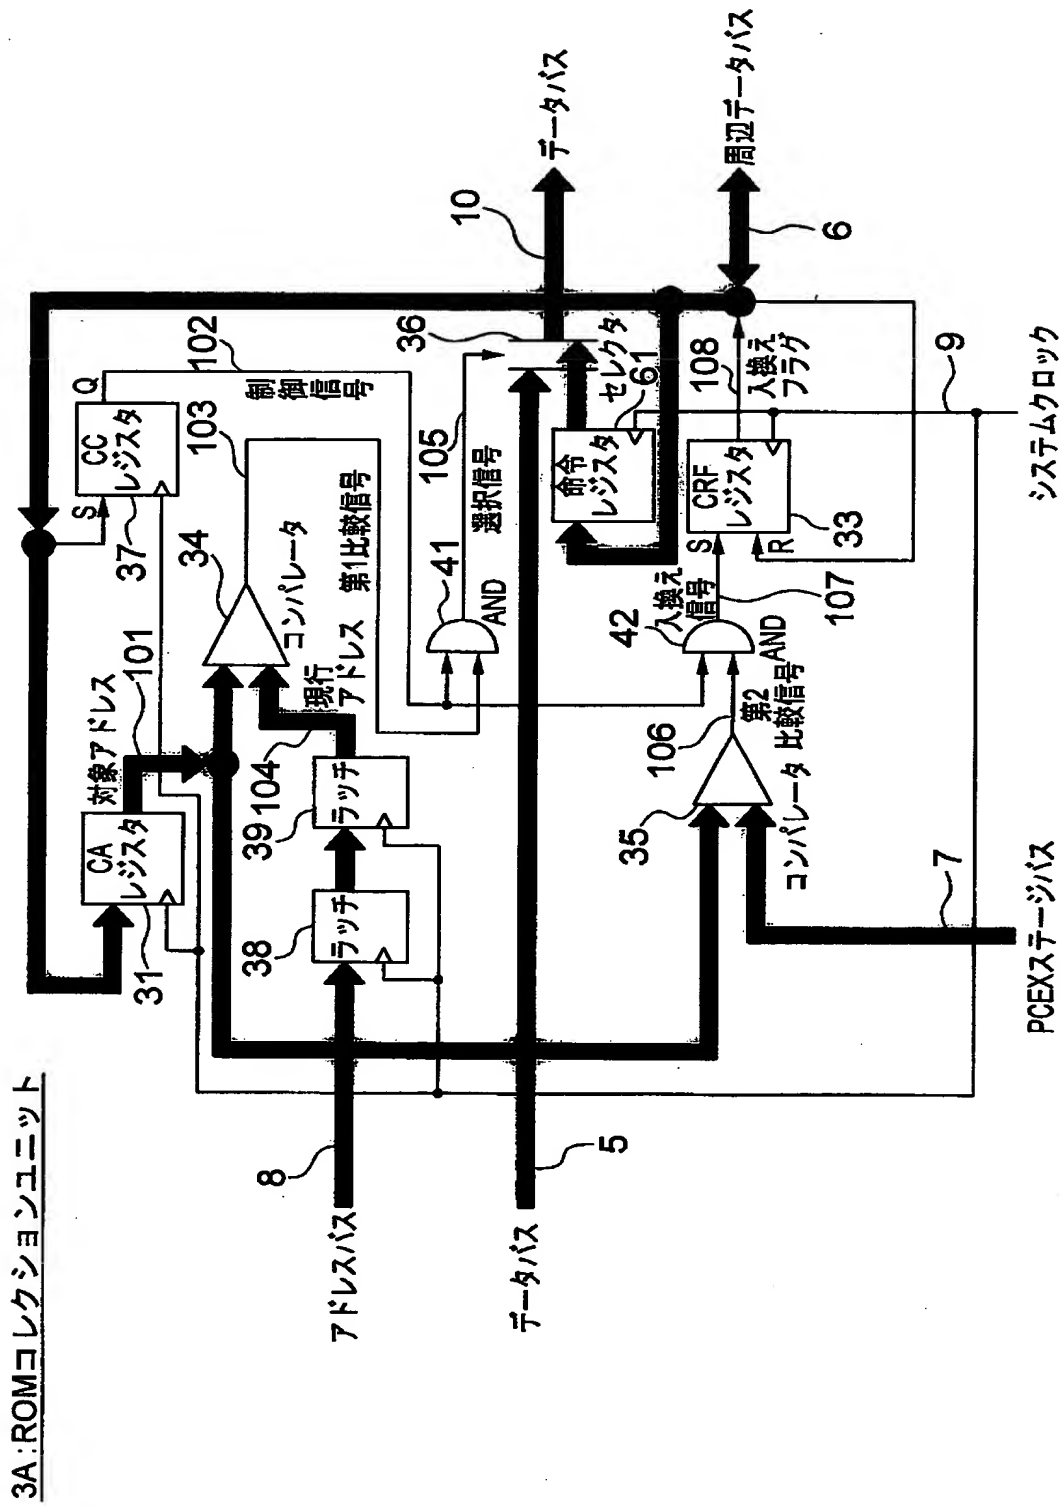 3A:ROMコレクションユニット
対象アドレス
101
CA
レジスタ
31
S
CC
レジスタ
Q
37
102
制御信号
103
34
コンパレータ
第1比較信号
現行
アドレス
104
39
ラッチ
38
ラッチ
8
アドレスバス
41
AND
105
選択信号
36
セレクタ
10
データバス
5
データバス
命令
レジスタ
61
入換え
信号
42
AND
107
S
R
CRF
レジスタ
33
108
入換え
フラグ
周辺データバス
6
106
第2
比較信号
35
コンパレータ
7
PCEXステージバス
9
システムクロック